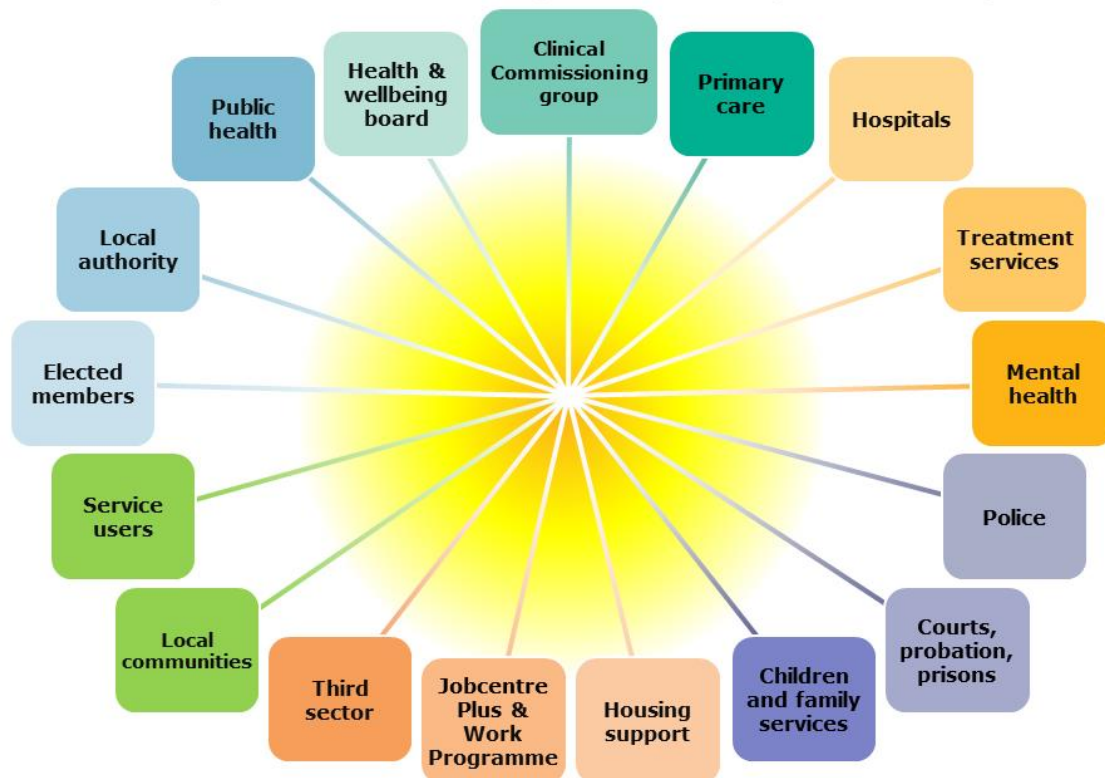 Clinical
Commissioning
group
Primary
care
Hospitals
Treatment
services
Mental
health
Police
Courts,
probation,
prisons
Children
and family
services
Housing
support
Jobcentre
Plus &
Work
Programme
Third
sector
Local
communities
Service
users
Elected
members
Local
authority
Public
health
Health &
wellbeing
board